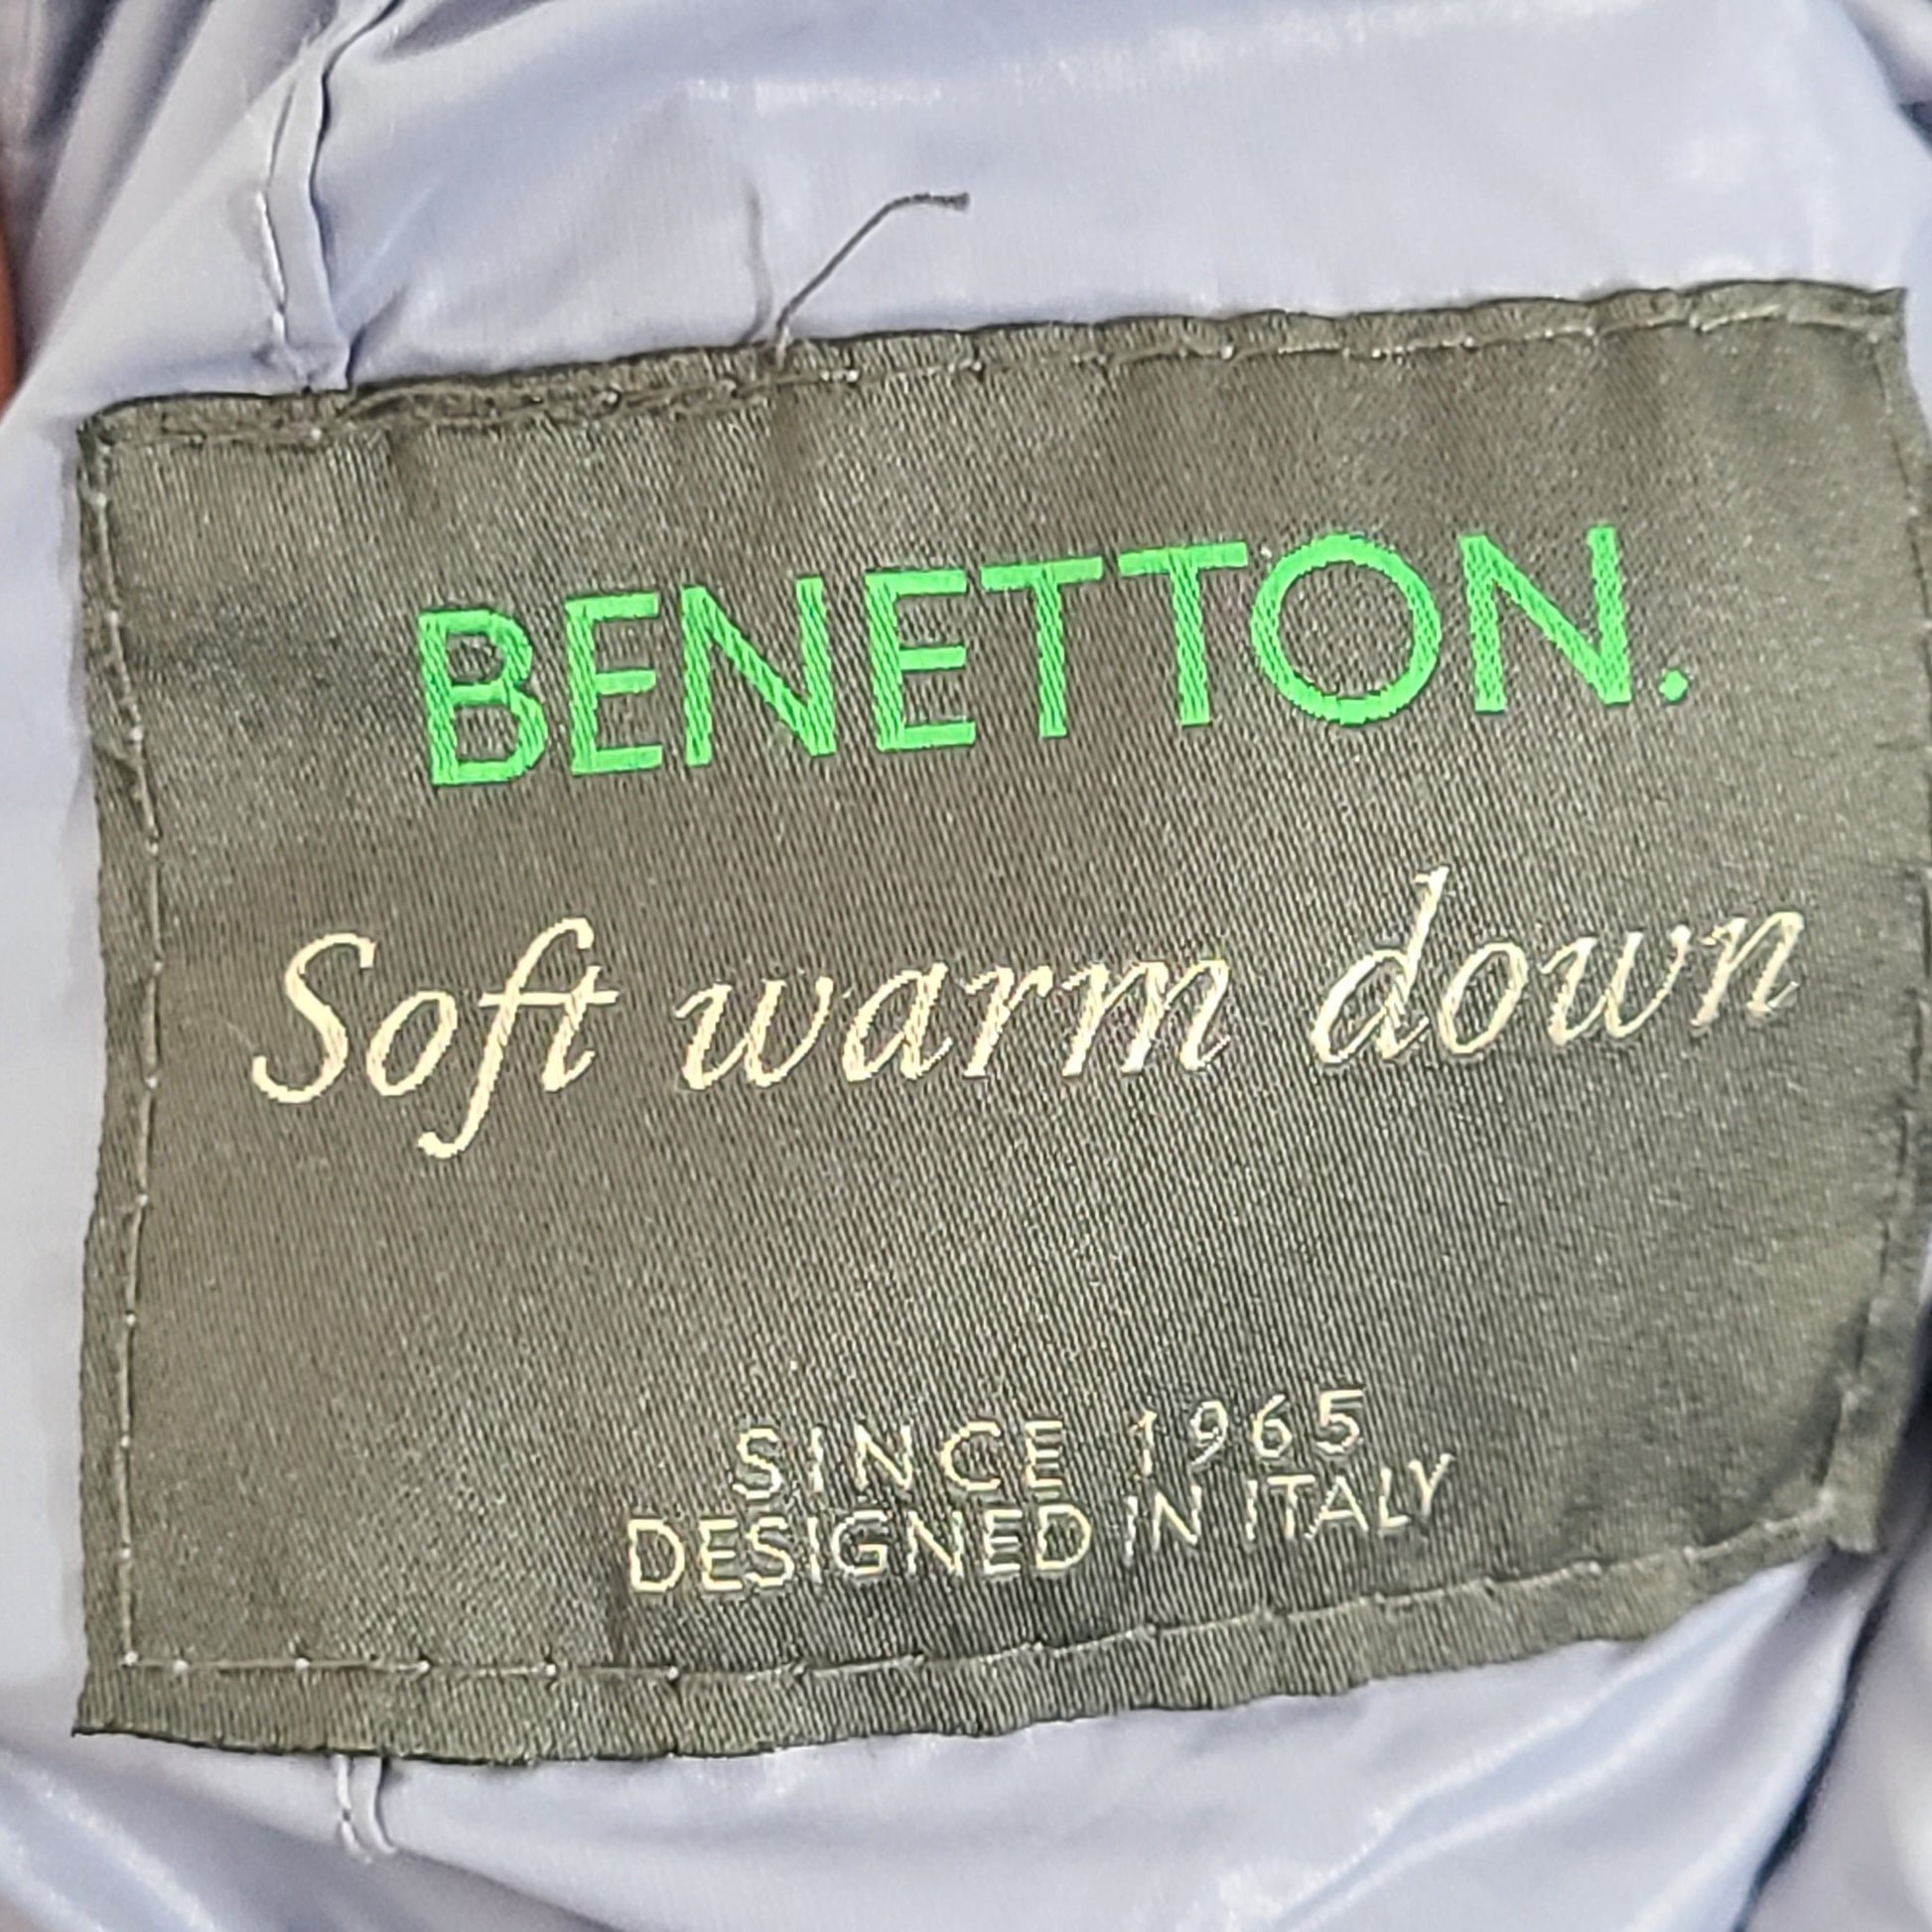 BENETTON.
Soft warm down
SINCE 1965
DESIGNED IN ITALY